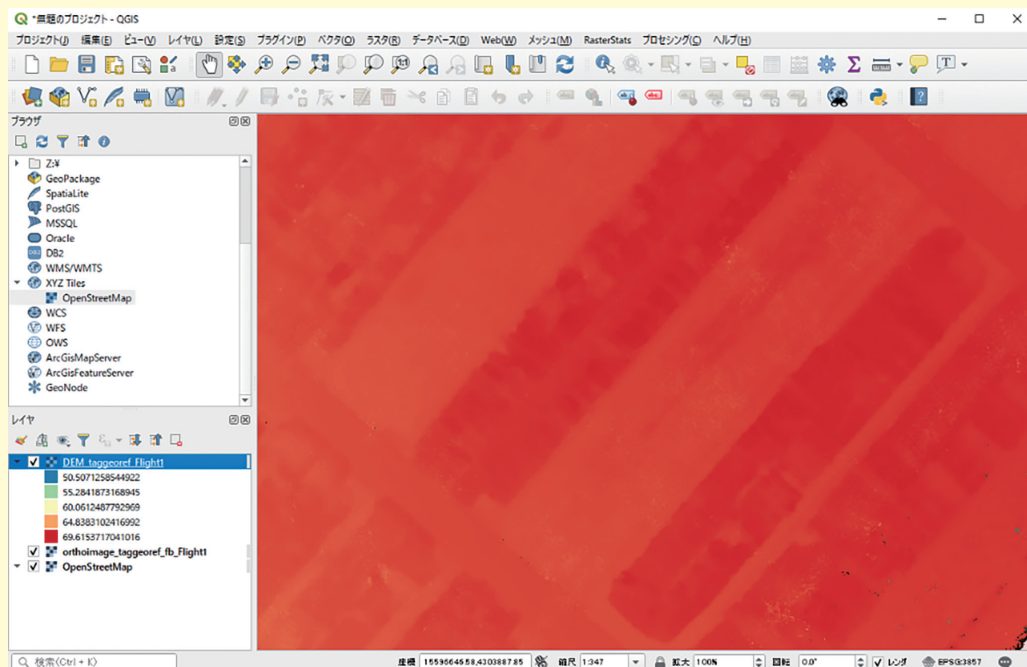 *無題のプロジェクト - QGIS
プロジェクト(J) 編集(E) ビュー(V) レイヤ(L) 設定(S) プラグイン(P) ベクタ(O) ラスタ(R) データベース(D) Web(W) メッシュ(M) RasterStats プロセシング(C) ヘルプ(H)
ブラウザ
Z:¥
GeoPackage
SpatiaLite
PostGIS
MSSQL
Oracle
DB2
WMS/WMTS
XYZ Tiles
OpenStreetMap
WCS
WFS
OWS
ArcGisMapServer
ArcGisFeatureServer
GeoNode
レイヤ
DEM_taggeoref_Flight1
50.5071258544922
55.2841873168945
60.0612487792969
64.8383102416992
69.6153717041016
orthoimage_taggeoref_fb_Flight1
OpenStreetMap
検索(Ctrl + K)
座標 15596646.58,4303887.85 縮尺 1:347 拡大 100% 回転 0.0° レンダ EPSG:3857